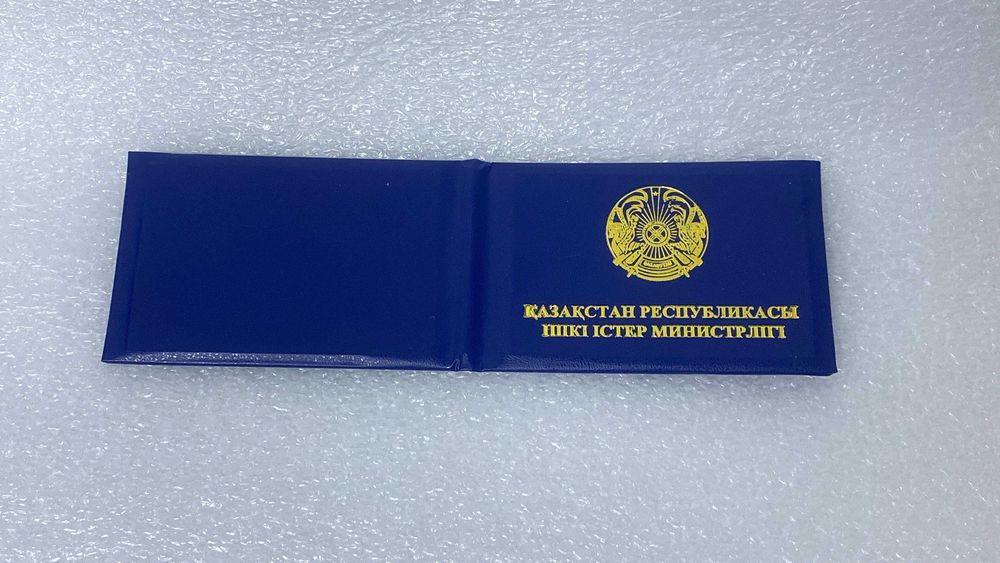 ҚАЗАҚСТАН РЕСПУБЛИКАСЫ
ІШКІ ІСТЕР МИНИСТРЛІГІ